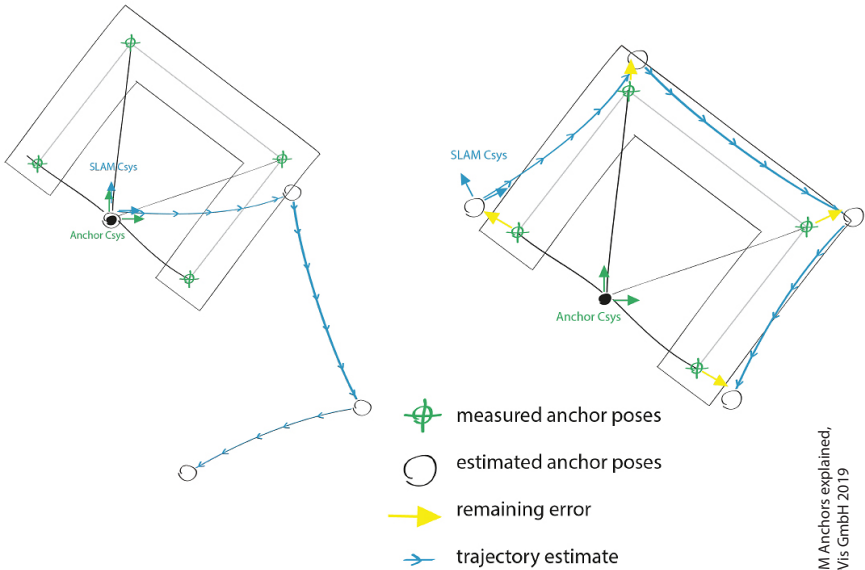 SLAM Csys
Anchor Csys
SLAM Csys
Anchor Csys
measured anchor poses
estimated anchor poses
remaining error
trajectory estimate
M Anchors explained,
Vis GmbH 2019